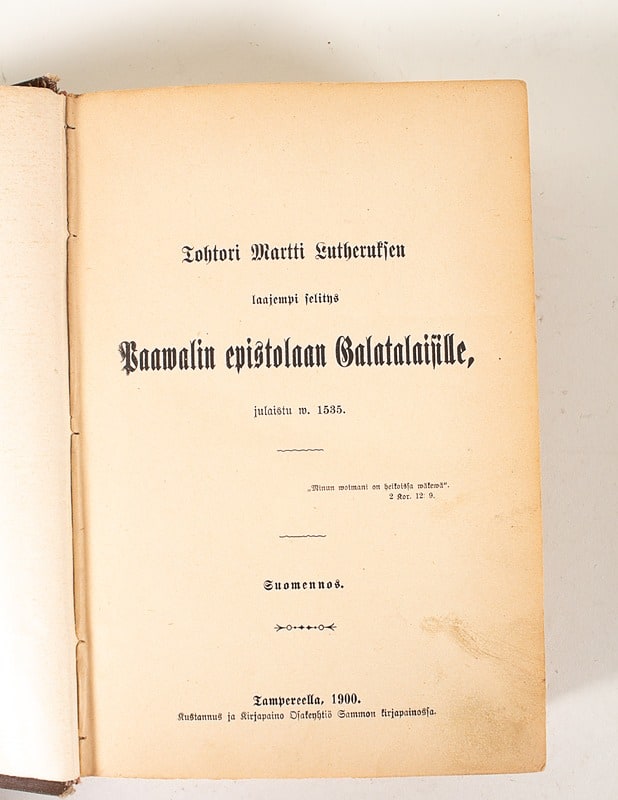 Tohtori Martti Lutheruksen
laajempi selitys
Paawalin epistolaan Galatalaisille,
julaistu w. 1535.
„Minun woimani on heikoissa wäkewä“.
2 Kor. 12: 9.
Suomennos.
Tampereella, 1900.
Kustannus ja Kirjapaino Osakeyhtiö Sammon kirjapainossa.